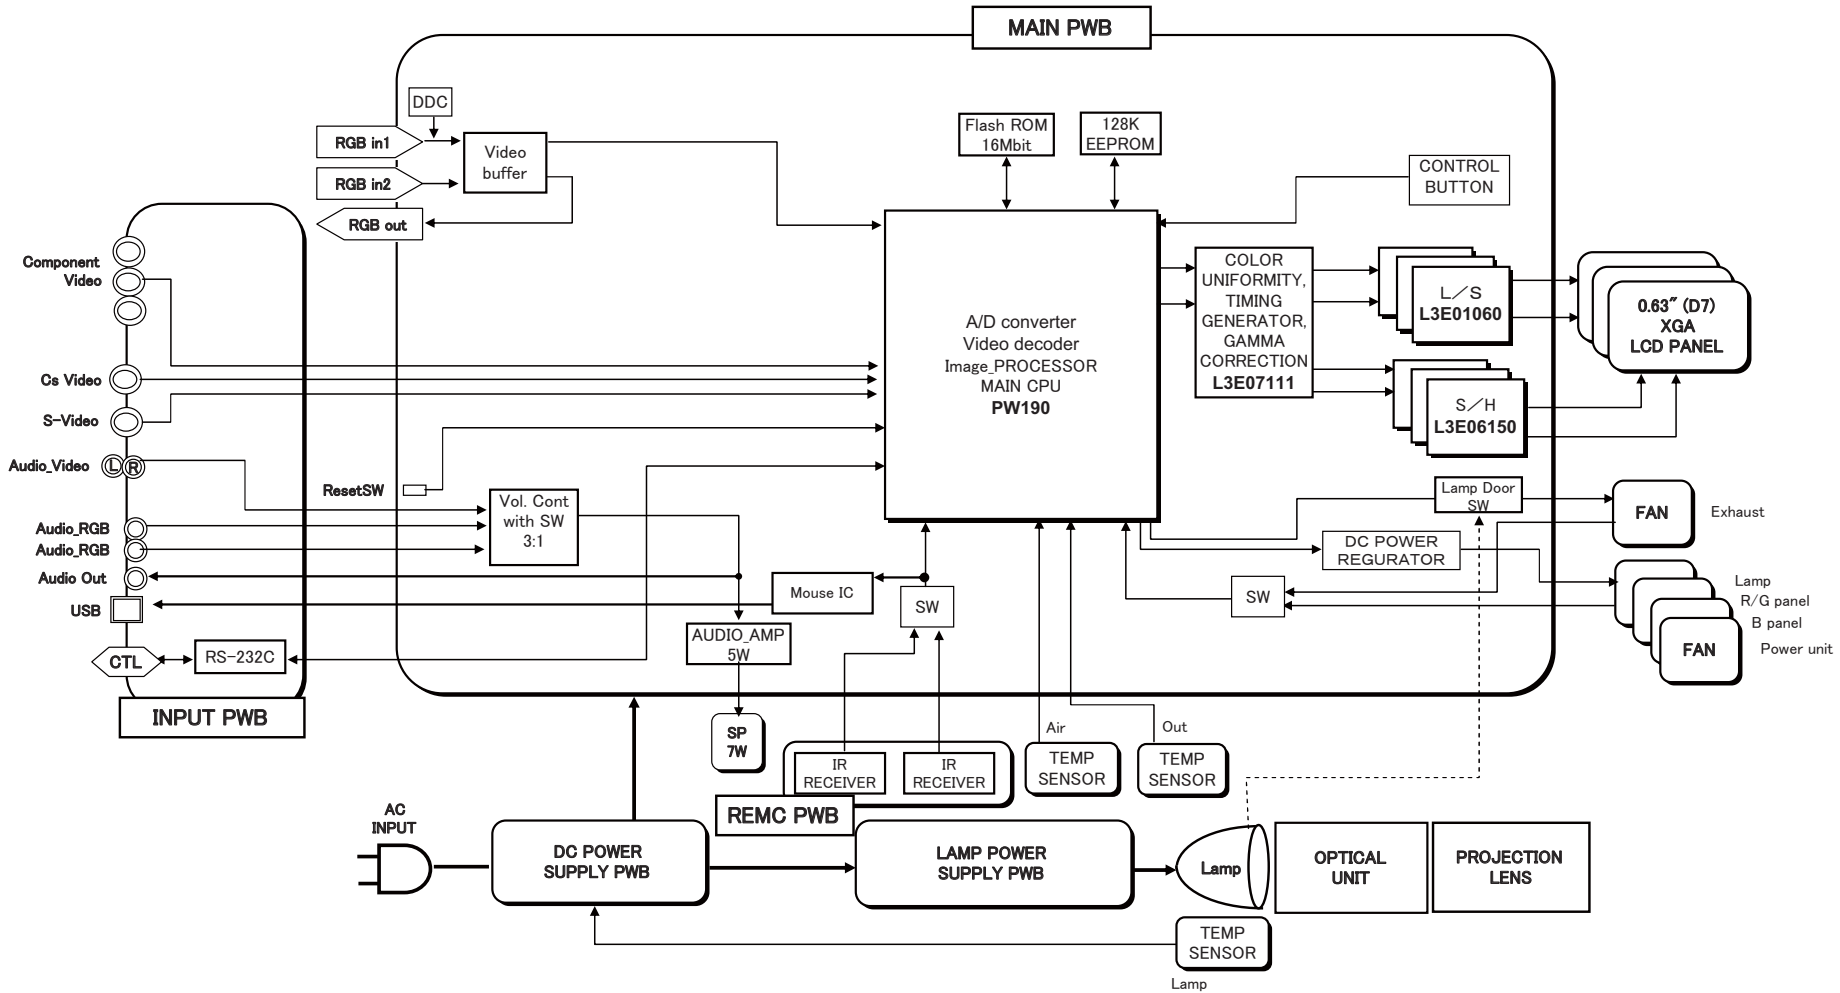 MAIN PWB
DDC
RGB in1
RGB in2
RGB out
Video
buffer
Flash ROM
16Mbit
128K
EEPROM
CONTROL
BUTTON
Component
Video
Cs Video
S-Video
Audio_Video
L
R
Audio_RGB
Audio_RGB
Audio Out
USB
CTL
RS-232C
INPUT PWB
ResetSW
Vol. Cont
with SW
3:1
A/D converter
Video decoder
Image_PROCESSOR
MAIN CPU
PW190
COLOR
UNIFORMITY,
TIMING
GENERATOR,
GAMMA
CORRECTION
L3E07111
L/S
L3E01060
S/H
L3E06150
0.63" (D7)
XGA
LCD PANEL
Lamp Door
SW
FAN
Exhaust
DC POWER
REGURATOR
SW
Lamp
R/G panel
B panel
FAN
Power unit
Mouse IC
SW
AUDIO_AMP
5W
SP
7W
IR
RECEIVER
IR
RECEIVER
REMC PWB
Air
TEMP
SENSOR
Out
TEMP
SENSOR
AC
INPUT
DC POWER
SUPPLY PWB
LAMP POWER
SUPPLY PWB
Lamp
OPTICAL
UNIT
PROJECTION
LENS
TEMP
SENSOR
Lamp